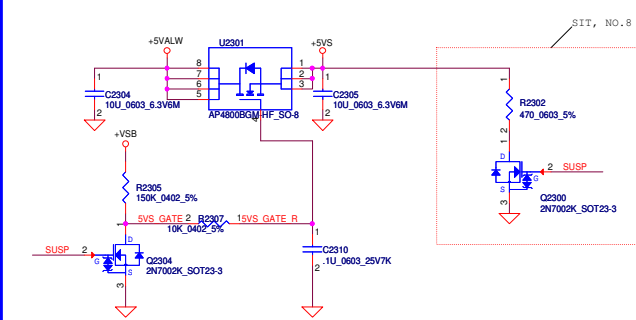 SIT, NO.8
+5VALW
U2301
+5VS
8
7
6
5
1
2
3
4
1
C2304
10U_0603_6.3V6M
2
AP4800BGM-HF_SO-8
1
C2305
10U_0603_6.3V6M
2
1
R2302
470_0603_5%
2
1
D
G
S
2
SUSP
3
Q2300
2N7002K_SOT23-3
+VSB
R2305
150K_0402_5%
5VS_GATE
2
R2307
1
5VS_GATE_R
10K_0402_5%
1
D
SUSP
2
G
S
3
Q2304
2N7002K_SOT23-3
1
C2310
.1U_0603_25V7K
2